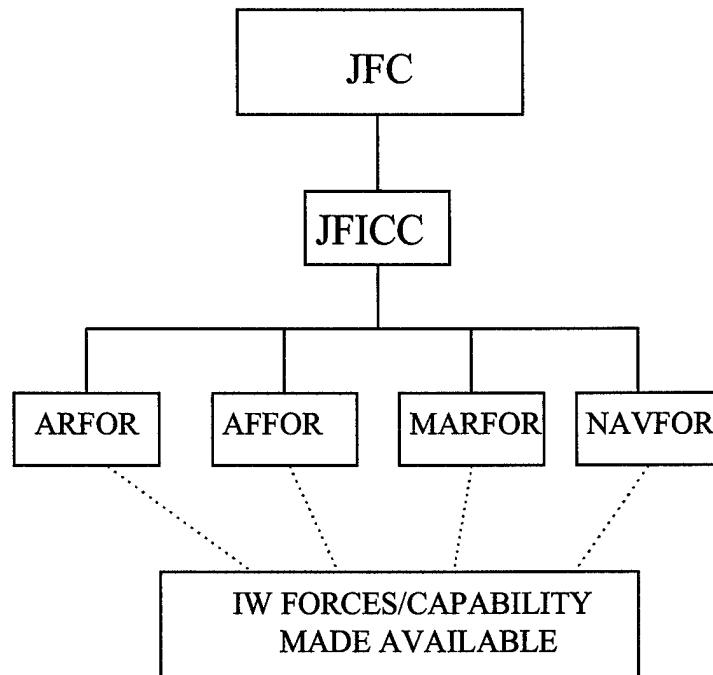 JFC
JFICC
ARFOR
AFFOR
MARFOR
NAVFOR
IW FORCES/CAPABILITY
MADE AVAILABLE